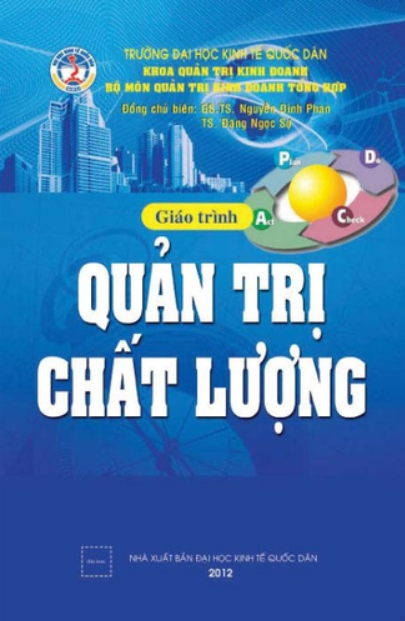 TRƯỜNG ĐẠI HỌC KINH TẾ QUỐC DÂN
KHOA QUẢN TRỊ KINH DOANH
BỘ MÔN QUẢN TRỊ KINH DOANH TỔNG HỢP
Đồng chủ biên: GS.TS. Nguyễn Đình Phan
TS. Đặng Ngọc Sự
Plan
Do
Giáo trình
Act
Check
QUẢN TRỊ
CHẤT LƯỢNG
NHÀ XUẤT BẢN ĐẠI HỌC KINH TẾ QUỐC DÂN
2012